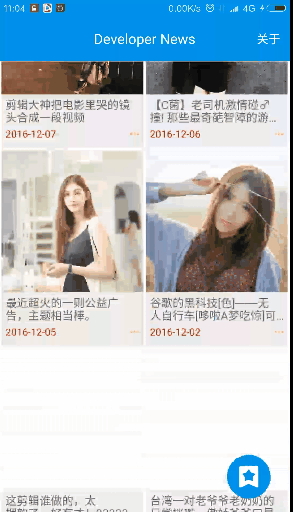 11:04
0.00K/s
4G
Developer News
关于
剪辑大神把电影里哭的镜
头合成一段视频
2016-12-07
【C菌】老司机激情碰♂
撞! 那些最奇葩智障的游...
2016-12-06
最近超火的一则公益广
告，主题相当棒。
2016-12-05
谷歌的黑科技[色]——无
人自行车[哆啦A梦吃惊]可...
2016-12-02
这剪辑谁做的，太
台湾一对老爷爷老奶奶的